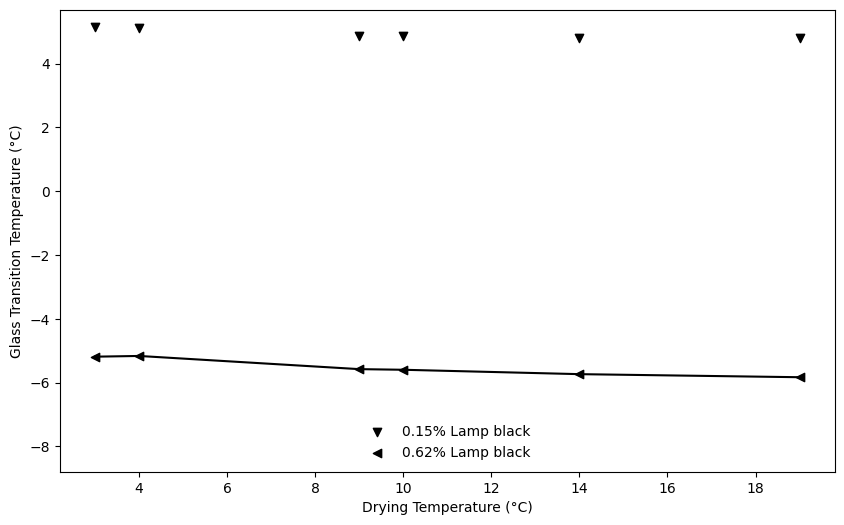 4
2
0
−2
−4
−6
−8
Glass Transition Temperature (°C)
0.15% Lamp black
0.62% Lamp black
4 6 8 10 12 14 16 18
Drying Temperature (°C)